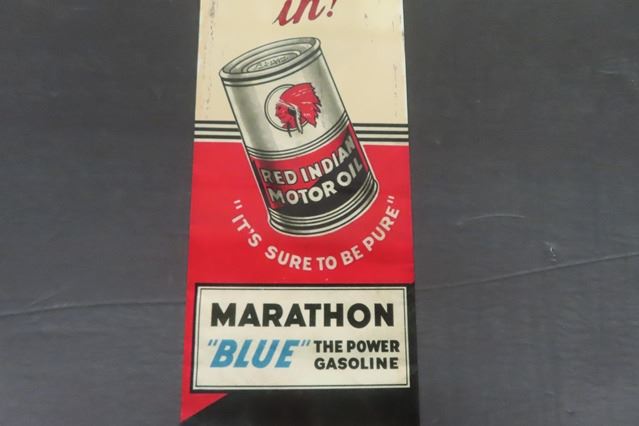 in!
RED INDIAN
MOTOR OIL
"IT'S SURE TO BE PURE"
MARATHON
"BLUE" THE POWER
GASOLINE